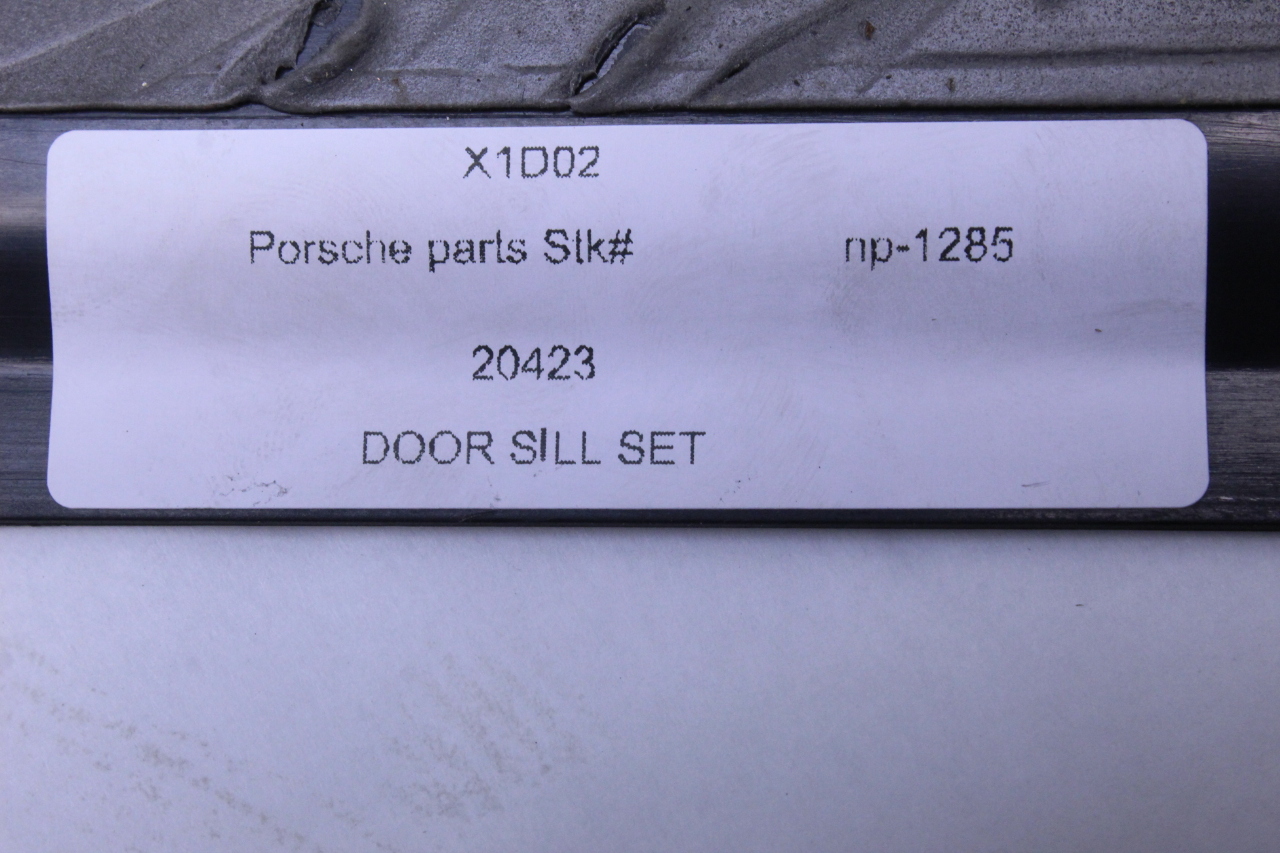 X1D02
Porsche parts Stk# np-1285
20423
DOOR SILL SET